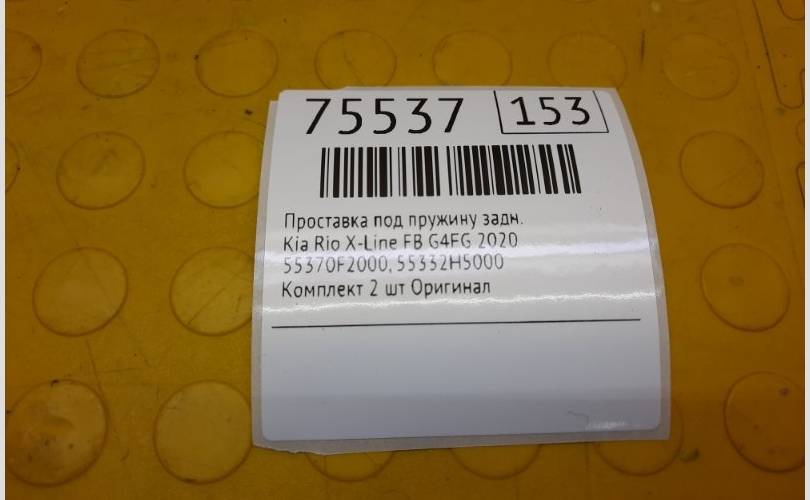 75537 153
Проставка под пружину задн.
Kia Rio X-Line FB G4FG 2020
55370F2000, 55332H5000
Комплект 2 шт Оригинал